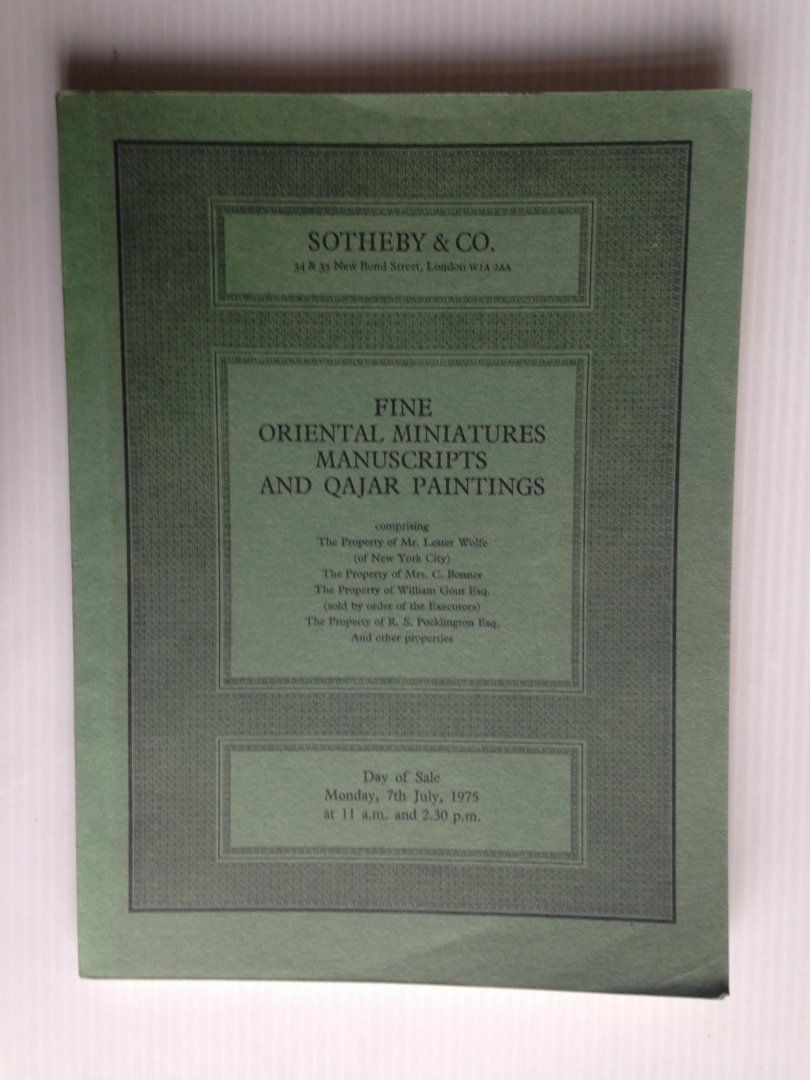 SOTHEBY & CO.
34 & 35 New Bond Street, London W1A 2AA
FINE
ORIENTAL MINIATURES
MANUSCRIPTS
AND QAJAR PAINTINGS
comprising
The Property of Mr. Lester Wolfe
(of New York City)
The Property of Mrs. C. Bonner
The Property of William Gout Esq.
(sold by order of the Executors)
The Property of R. S. Pocklington Esq.
And other properties
Day of Sale
Monday, 7th July, 1975
at 11 a.m. and 2.30 p.m.